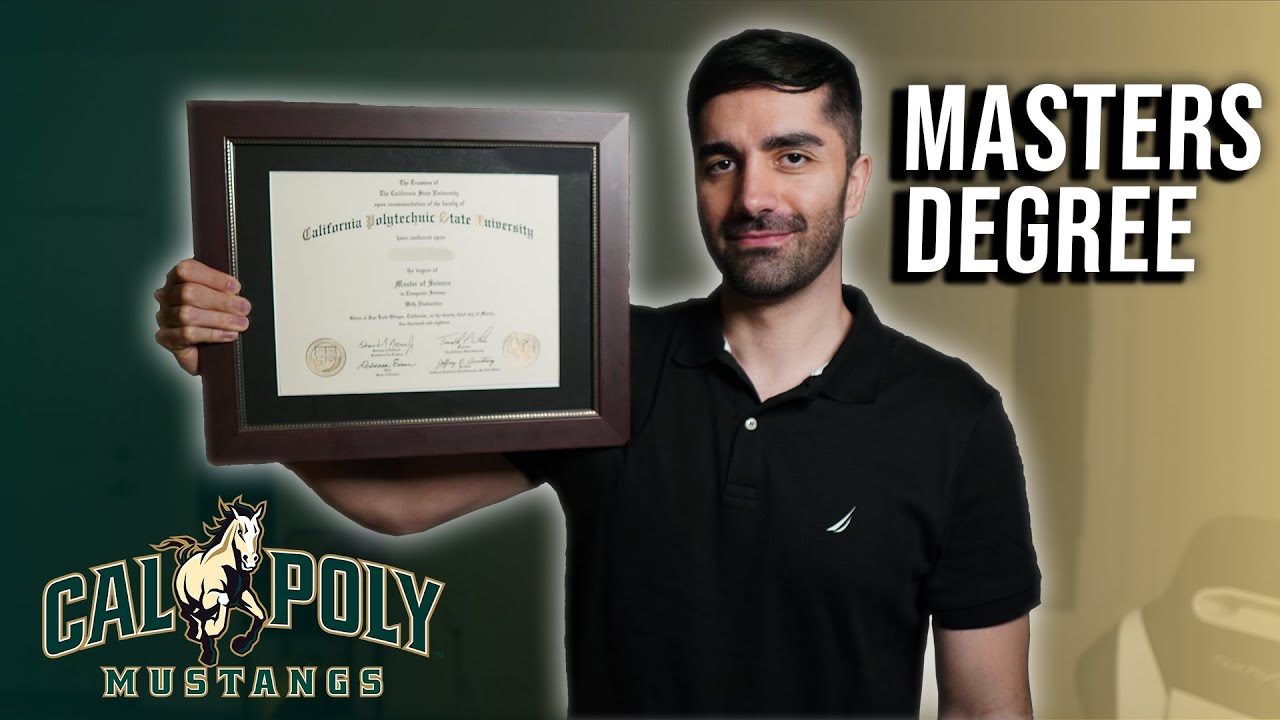 MASTERS
DEGREE
The Trustees of
The California State University
upon recommendation of the faculty of
California Polytechnic State University
have conferred upon
the degree of
Master of Science
in Computer Science
With Distinction
CAL POLY
MUSTANGS